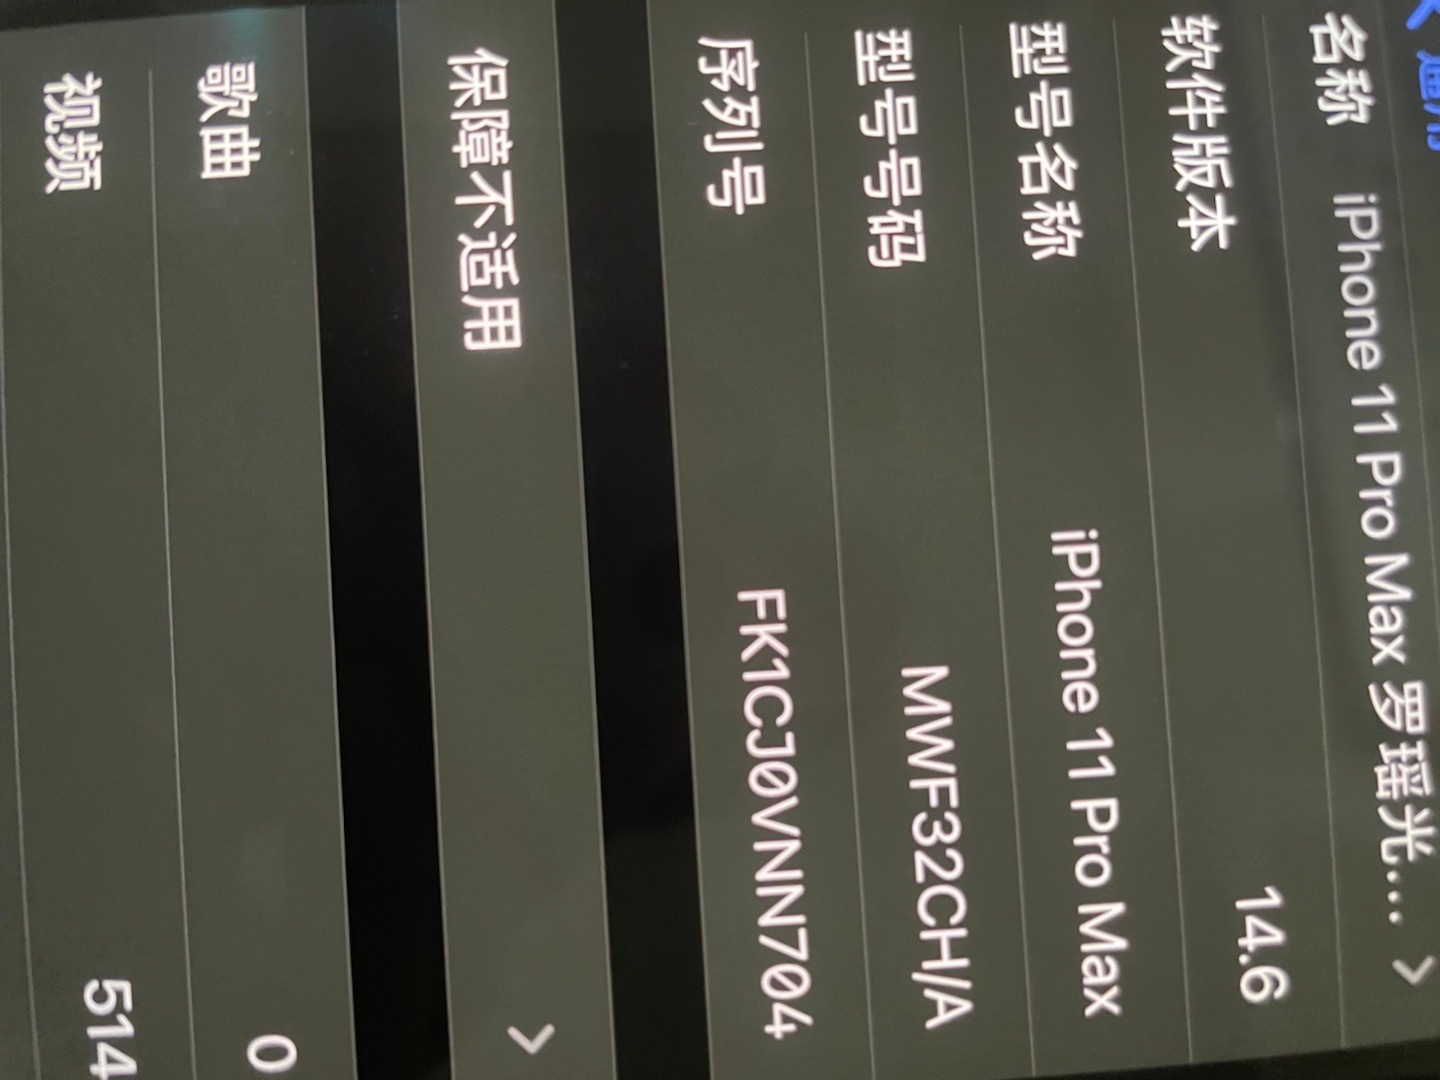 通用
名称 iPhone 11 Pro Max 罗瑶光...
软件版本 14.6
型号名称 iPhone 11 Pro Max
型号号码 MWF32CH/A
序列号 FK1CJ0VNN704
保障不适用
歌曲 0
视频 514